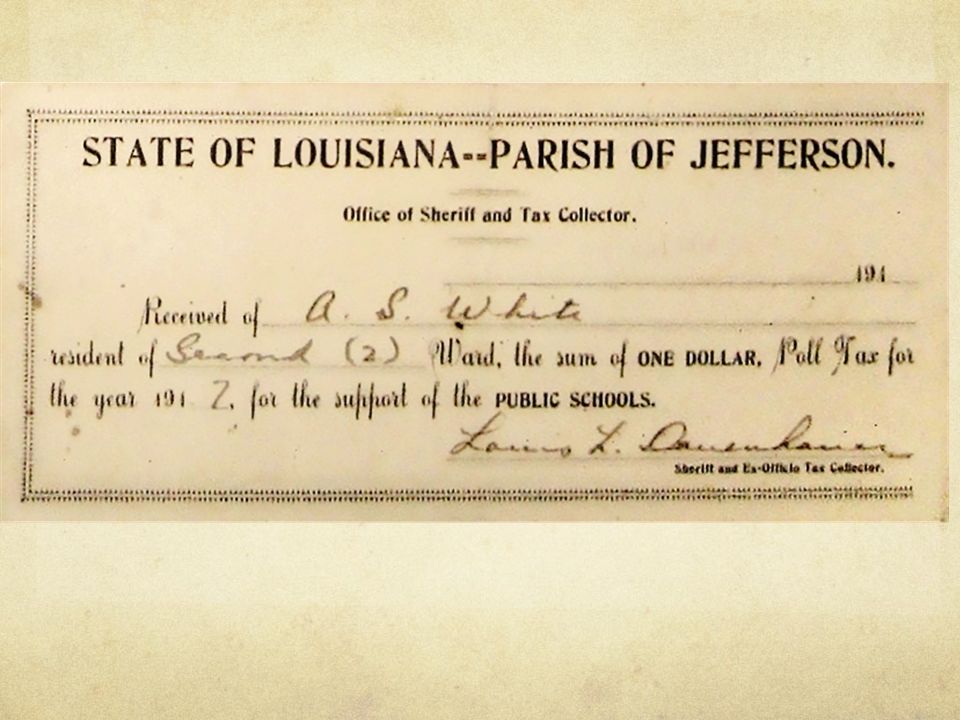 STATE OF LOUISIANA--PARISH OF JEFFERSON.
Office of Sheriff and Tax Collector.
191
Received of A. S. White
resident of Second (2) Ward, the sum of ONE DOLLAR, Poll Tax for
the year 191 7, for the support of the PUBLIC SCHOOLS.
Louis L.
Sheriff and Ex-Officio Tax Collector.